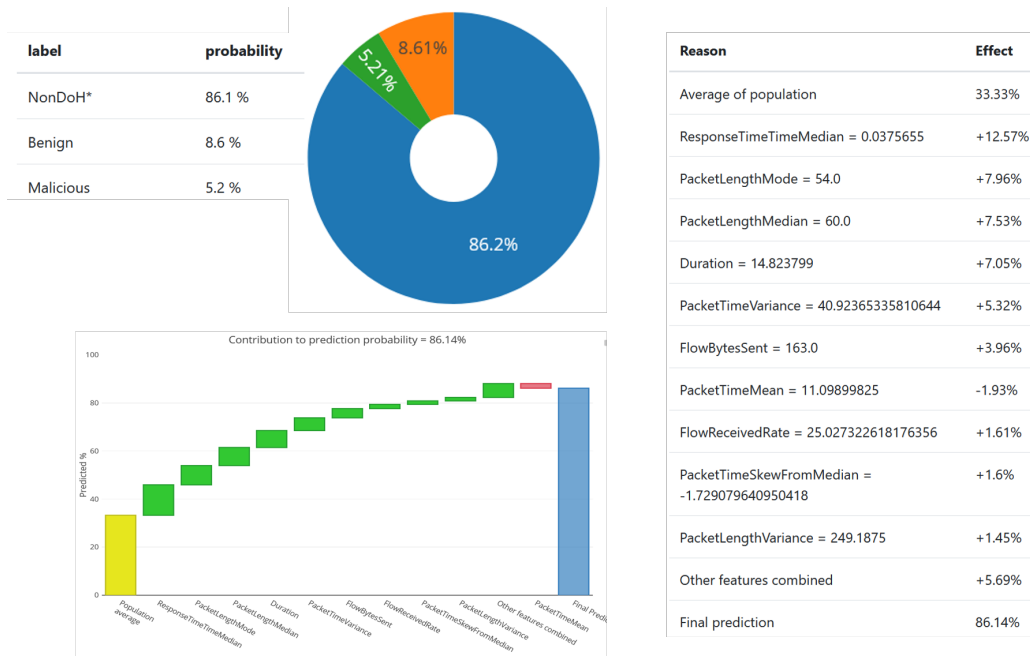 label probability
NonDoH* 86.1 %
Benign 8.6 %
Malicious 5.2 %
8.61%
5.21%
86.2%
Contribution to prediction probability = 86.14%
100
80
60
40
20
0
Predicted %
Population
average
ResponseTimeTimeMedian
PacketLengthMode
PacketLengthMedian
Duration
PacketTimeVariance
FlowBytesSent
FlowReceivedRate
PacketTimeSkewFromMedian
PacketLengthVariance
Other features combined
PacketTimeMean
Final Predic
Reason Effect
Average of population 33.33%
ResponseTimeTimeMedian = 0.0375655 +12.57%
PacketLengthMode = 54.0 +7.96%
PacketLengthMedian = 60.0 +7.53%
Duration = 14.823799 +7.05%
PacketTimeVariance = 40.92365335810644 +5.32%
FlowBytesSent = 163.0 +3.96%
PacketTimeMean = 11.09899825 -1.93%
FlowReceivedRate = 25.027322618176356 +1.61%
PacketTimeSkewFromMedian = +1.6%
-1.729079640950418
PacketLengthVariance = 249.1875 +1.45%
Other features combined +5.69%
Final prediction 86.14%